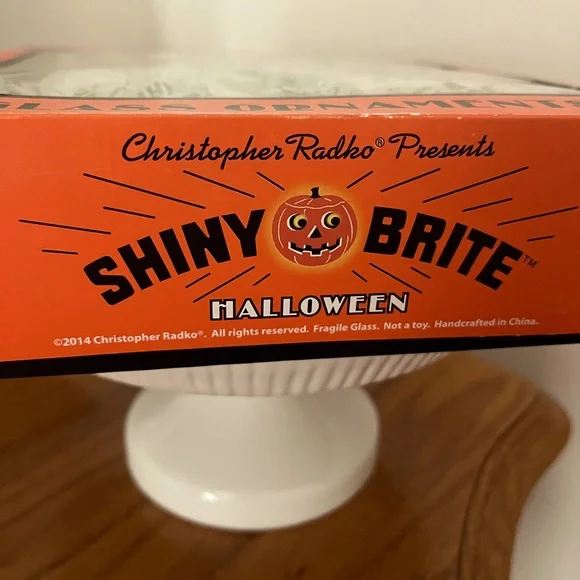 GLASS ORNAMENTS
Christopher Radko® Presents
SHINY BRITE™
HALLOWEEN
©2014 Christopher Radko®. All rights reserved. Fragile Glass. Not a toy. Handcrafted in China.